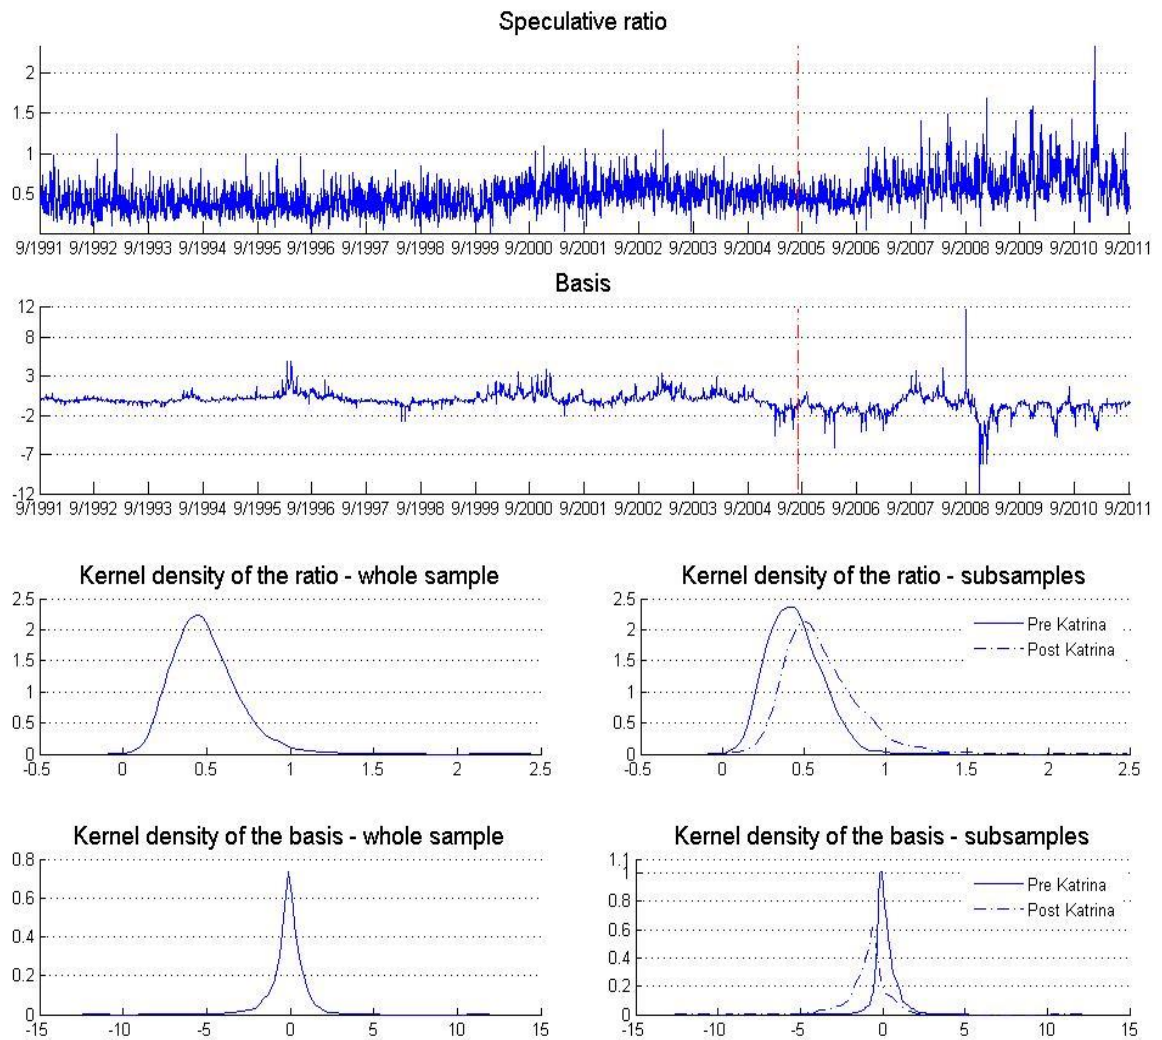 Speculative ratio
2
1.5
1
0.5
9/1991 9/1992 9/1993 9/1994 9/1995 9/1996 9/1997 9/1998 9/1999 9/2000 9/2001 9/2002 9/2003 9/2004 9/2005 9/2006 9/2007 9/2008 9/2009 9/2010 9/2011
Basis
12
8
3
-2
-7
-12
9/1991 9/1992 9/1993 9/1994 9/1995 9/1996 9/1997 9/1998 9/1999 9/2000 9/2001 9/2002 9/2003 9/2004 9/2005 9/2006 9/2007 9/2008 9/2009 9/2010 9/2011
Kernel density of the ratio - whole sample
2.5
2
1.5
1
0.5
0
-0.5 0 0.5 1 1.5 2 2.5
Kernel density of the ratio - subsamples
2.5
2
1.5
1
0.5
0
Pre Katrina
Post Katrina
-0.5 0 0.5 1 1.5 2 2.5
Kernel density of the basis - whole sample
0.8
0.6
0.4
0.2
0
-15 -10 -5 0 5 10 15
Kernel density of the basis - subsamples
1.1
1
0.8
0.6
0.4
0.2
0
Pre Katrina
Post Katrina
-15 -10 -5 0 5 10 15